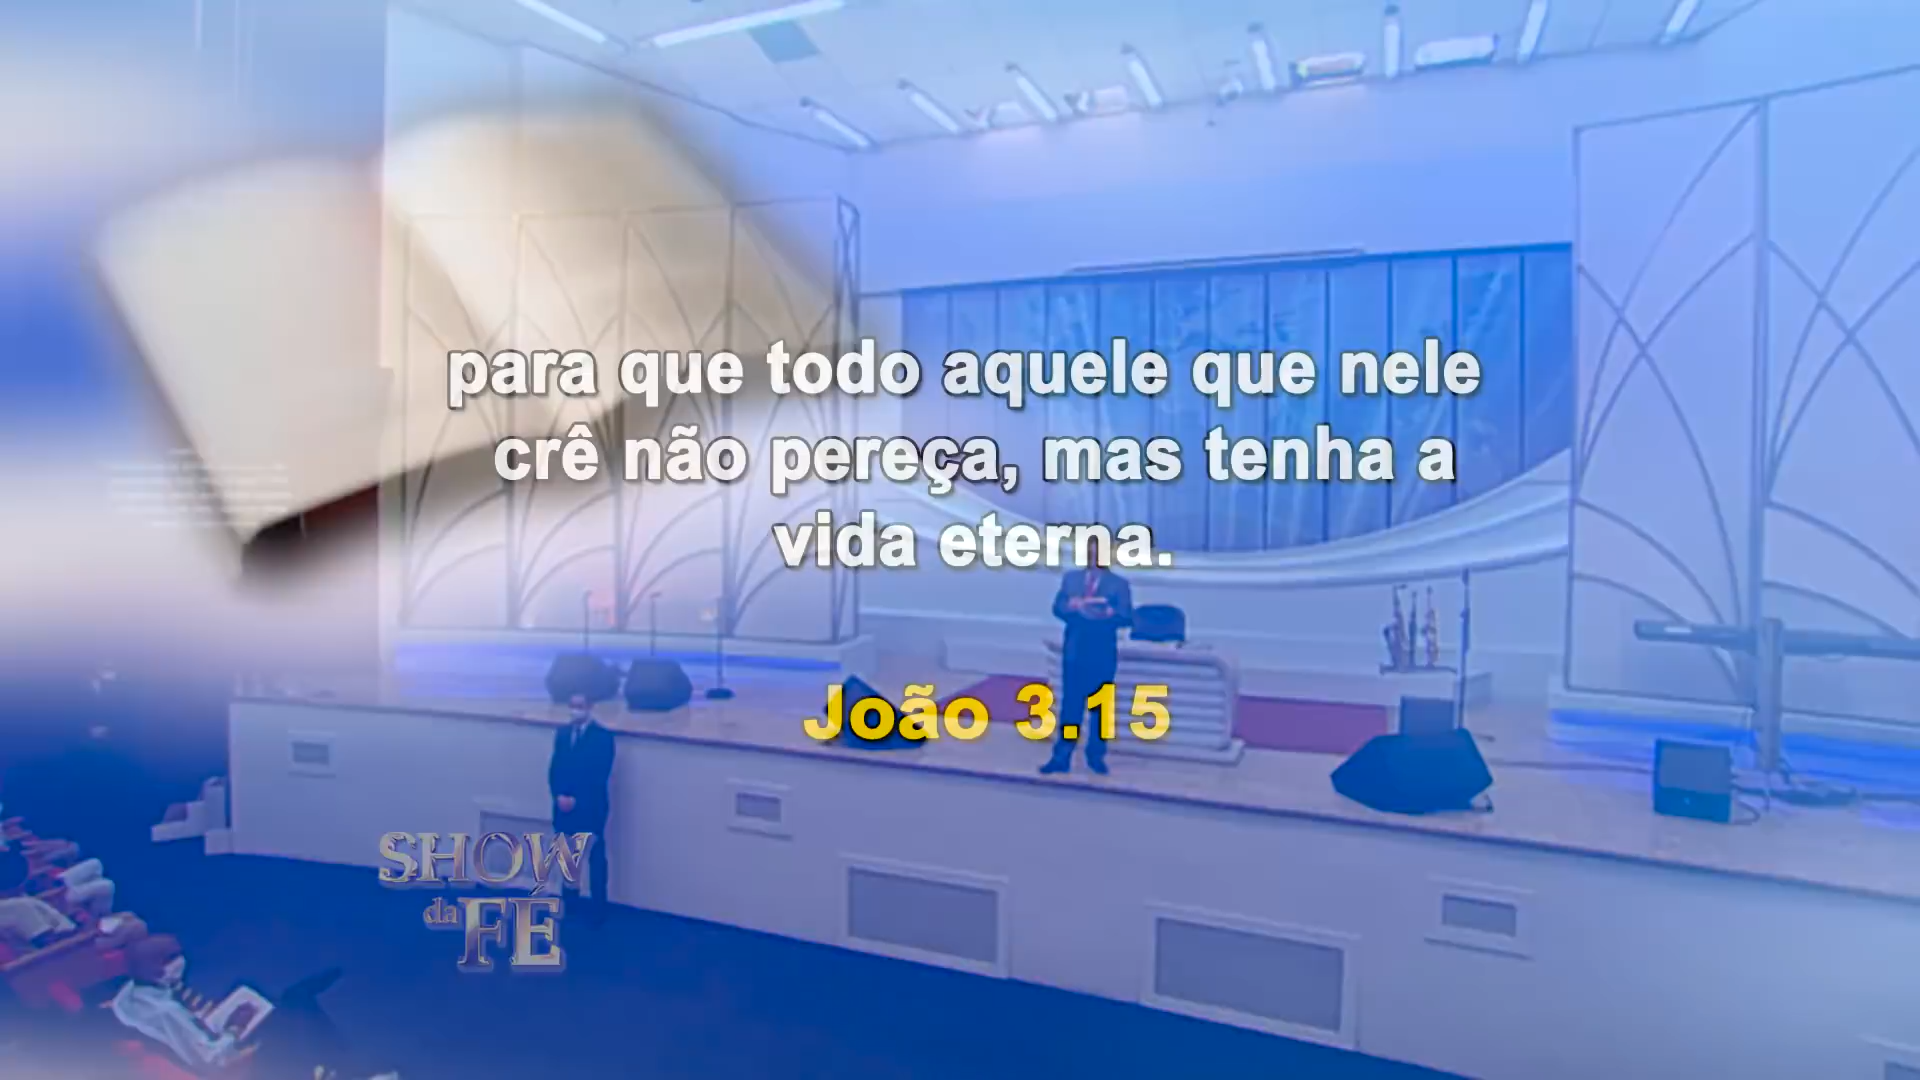 para que todo aquele que nele
crê não pereça, mas tenha a
vida eterna.
João 3.15
SHOW
da FÉ